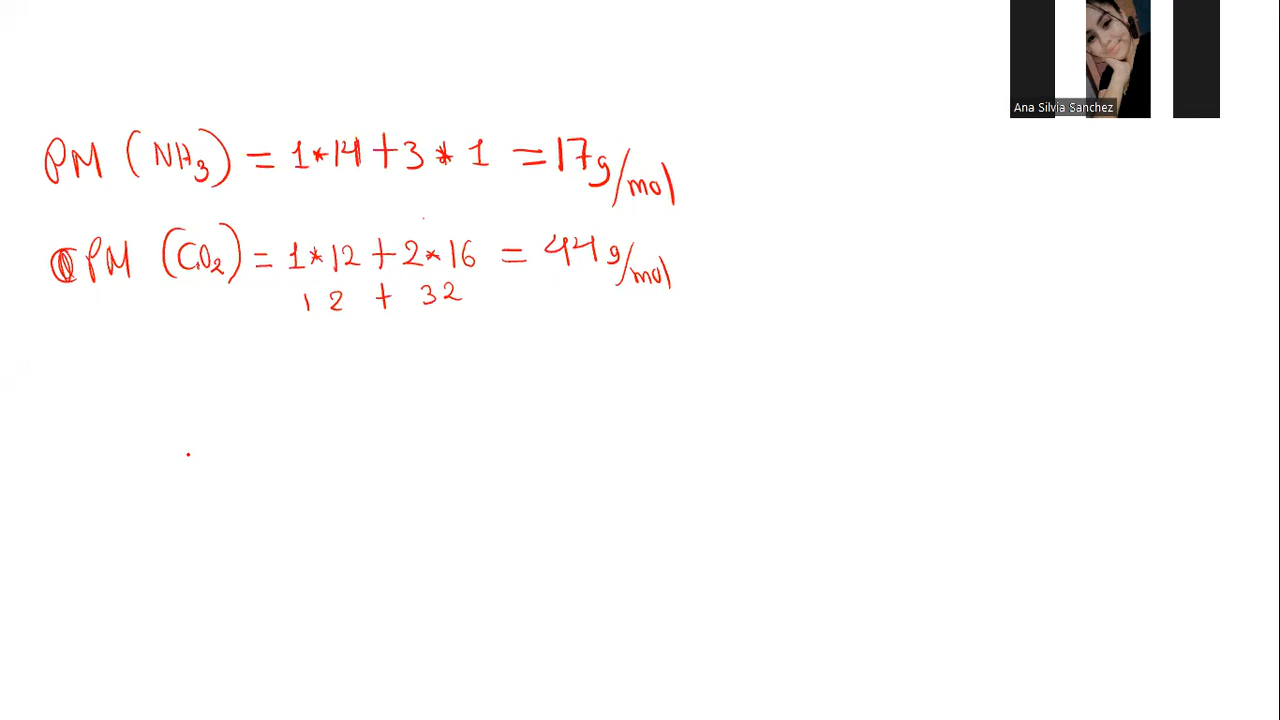 Ana Silvia Sanchez
PM (NH3) = 1*14 + 3 * 1 = 17g/mol
PM (CO2) = 1*12 + 2*16 = 44 g/mol
12 + 32